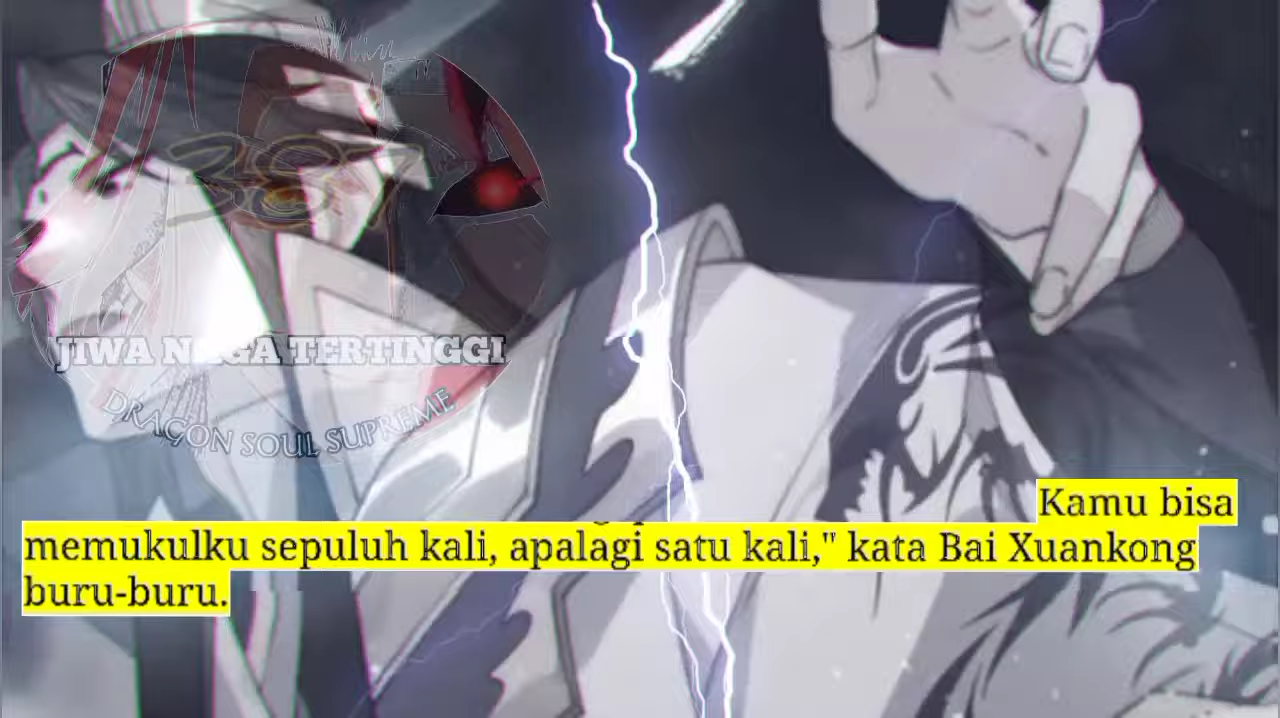 387
JIWA NAGA TERTINGGI
DRAGON SOUL SUPREME
Kamu bisa
memukulku sepuluh kali, apalagi satu kali," kata Bai Xuankong
buru-buru.